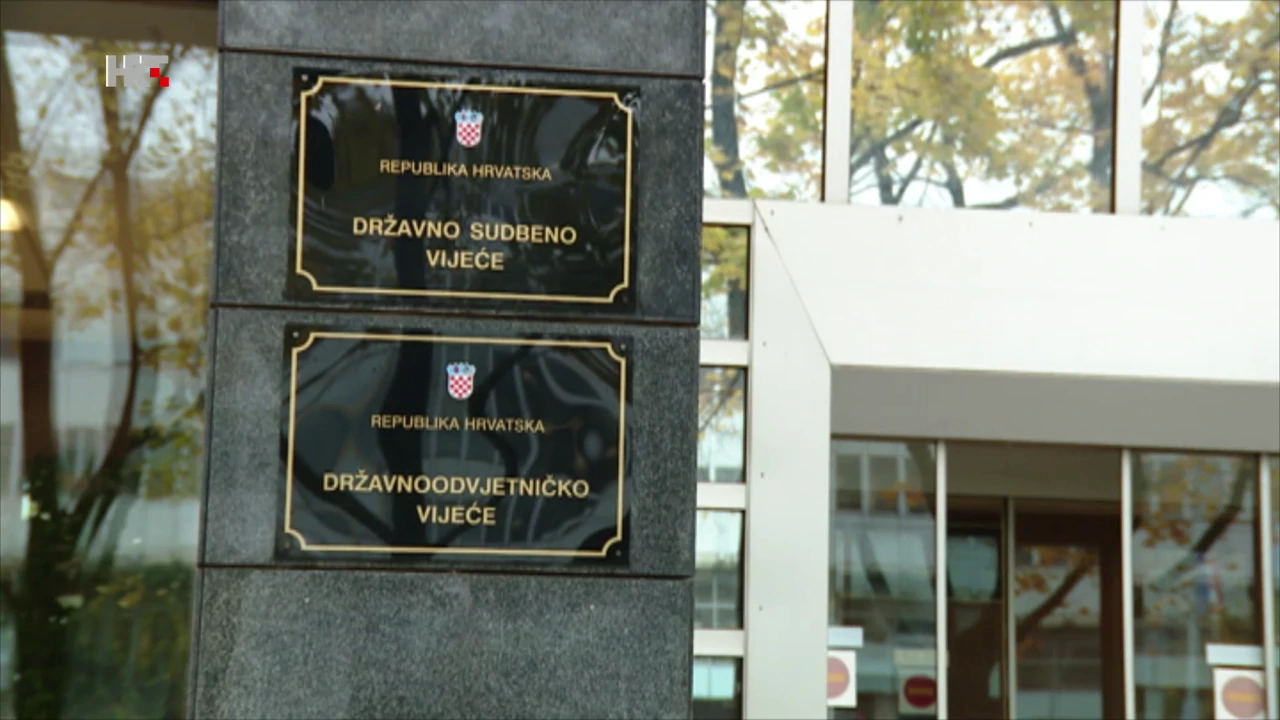 HRT
REPUBLIKA HRVATSKA
DRŽAVNO SUDBENO
VIJEĆE
REPUBLIKA HRVATSKA
DRŽAVNOODVJETNIČKO
VIJEĆE